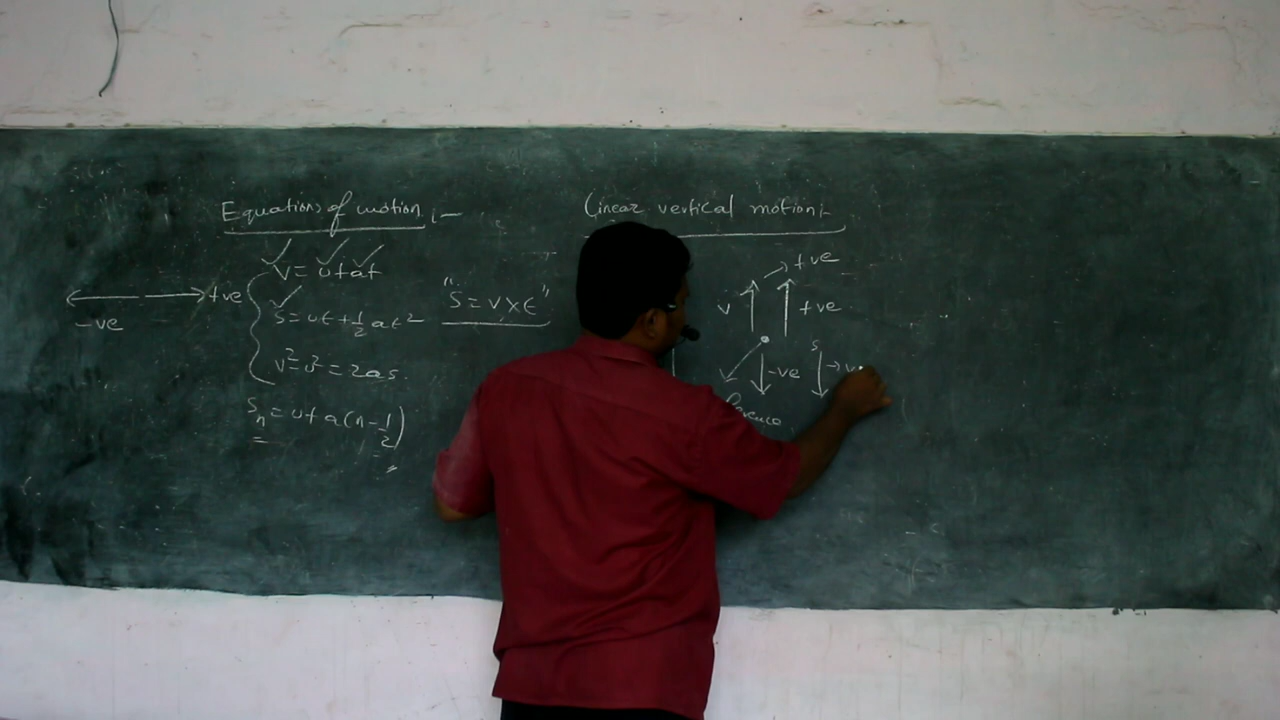 Equations of motion :-
V = u+at
S = ut + 1/2 at²
V² - u² = 2as.
Sn = u+ a(n - 1/2)
+ve
-ve
"S = V×t"
Linear vertical motion:-
+ve
V
+ve
-ve
S